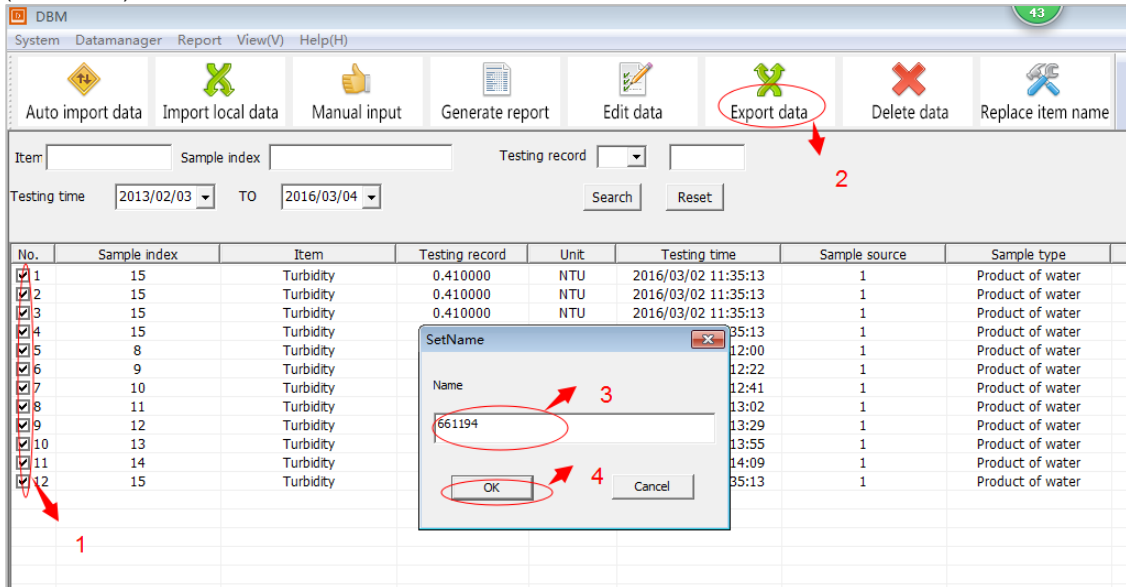 DBM
43
System Datamanager Report View(V) Help(H)
Auto import data Import local data Manual input Generate report Edit data Export data Delete data Replace item name
2
Item Sample index Testing record
Testing time 2013/02/03 TO 2016/03/04 Search Reset
No. Sample index Item Testing record Unit Testing time Sample source Sample type
1 15 Turbidity 0.410000 NTU 2016/03/02 11:35:13 1 Product of water
2 15 Turbidity 0.410000 NTU 2016/03/02 11:35:13 1 Product of water
3 15 Turbidity 0.410000 NTU 2016/03/02 11:35:13 1 Product of water
4 15 Turbidity 35:13 1 Product of water
5 8 Turbidity 12:00 1 Product of water
6 9 Turbidity 12:22 1 Product of water
7 10 Turbidity 12:41 1 Product of water
8 11 Turbidity 13:02 1 Product of water
9 12 Turbidity 13:29 1 Product of water
10 13 Turbidity 13:55 1 Product of water
11 14 Turbidity 14:09 1 Product of water
12 15 Turbidity 35:13 1 Product of water
SetName
Name
3
661194
4
OK Cancel
1